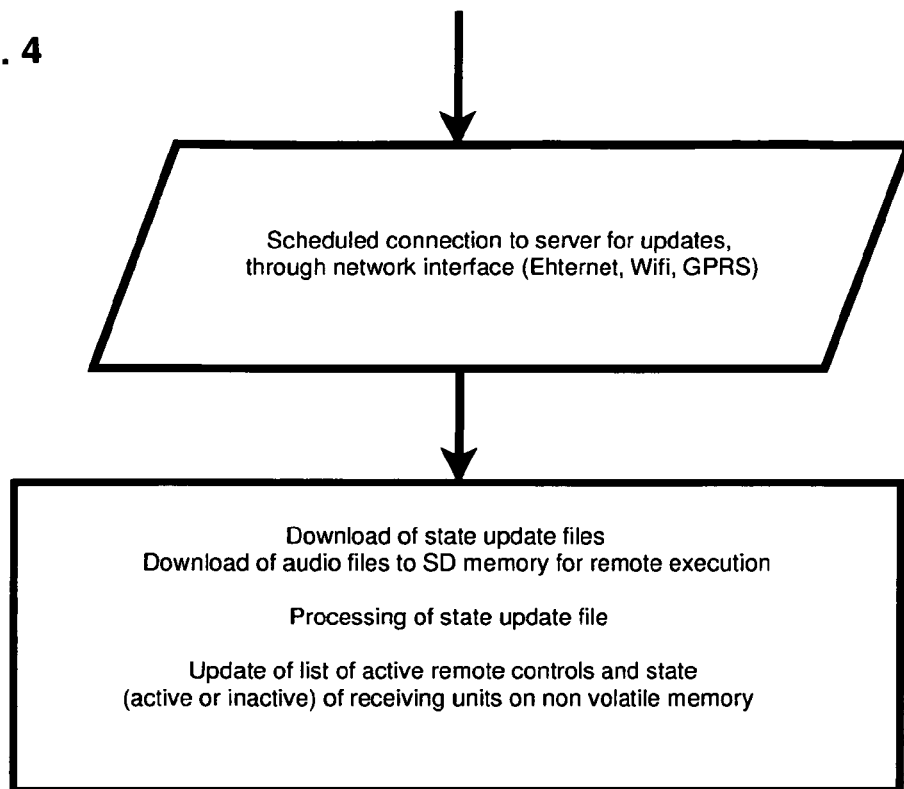 . 4
Scheduled connection to server for updates,
through network interface (Ehternet, Wifi, GPRS)
Download of state update files
Download of audio files to SD memory for remote execution
Processing of state update file
Update of list of active remote controls and state
(active or inactive) of receiving units on non volatile memory